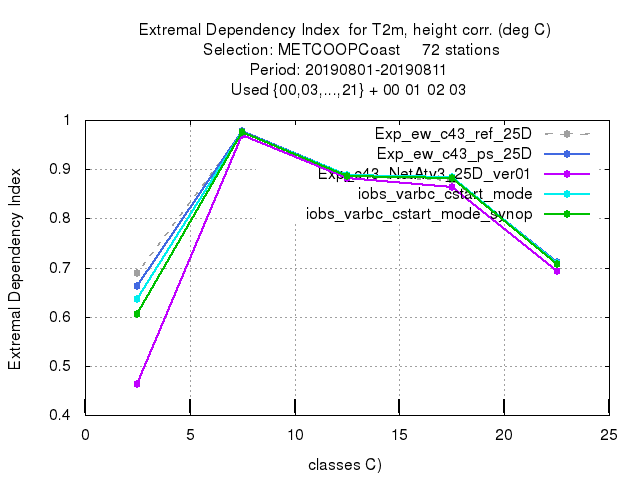 Extremal Dependency Index  for T2m, height corr. (deg C)
Selection: METCOOPCoast     72 stations
Period: 20190801-20190811
Used {00,03,...,21} + 00 01 02 03
Extremal Dependency Index
1
0.9
0.8
0.7
0.6
0.5
0.4
Exp_ew_c43_ref_25D
Exp_ew_c43_ps_25D
Exp_c43_NetAtv3_25D_ver01
iobs_varbc_cstart_mode
iobs_varbc_cstart_mode_synop
0 5 10 15 20 25
classes C)